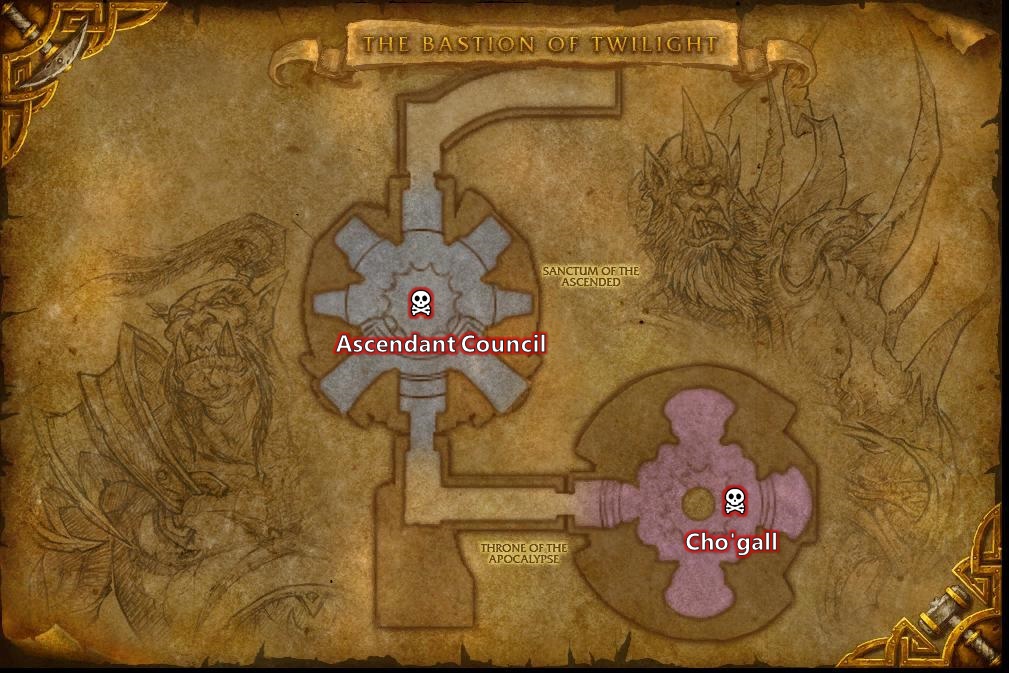 THE BASTION OF TWILIGHT
SANCTUM OF THE
ASCENDED
Ascendant Council
Cho'gall
THRONE OF THE
APOCALYPSE